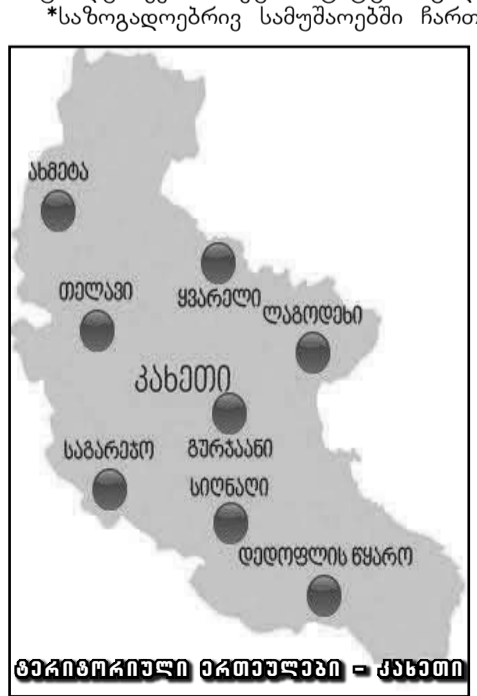 *საზოგადოებრივ სამუშაოებში ჩართ
ახმეტა
თელავი
ყვარელი
ლაგოდეხი
კახეთი
საგარეჯო
გურჯაანი
სიღნაღი
დედოფლის წყარო
ტერიტორიული ერთეულები - კახეთი